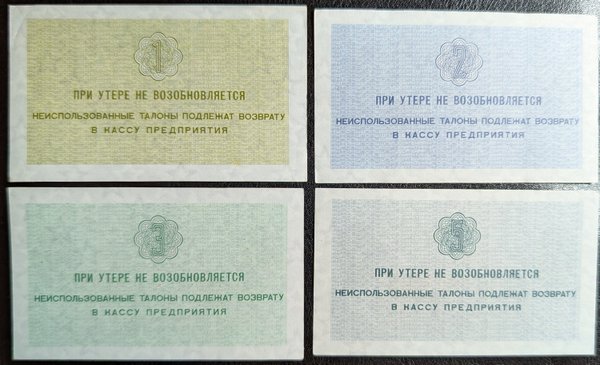 1
ПРИ УТЕРЕ НЕ ВОЗОБНОВЛЯЕТСЯ
НЕИСПОЛЬЗОВАННЫЕ ТАЛОНЫ ПОДЛЕЖАТ ВОЗВРАТУ
В КАССУ ПРЕДПРИЯТИЯ
2
ПРИ УТЕРЕ НЕ ВОЗОБНОВЛЯЕТСЯ
НЕИСПОЛЬЗОВАННЫЕ ТАЛОНЫ ПОДЛЕЖАТ ВОЗВРАТУ
В КАССУ ПРЕДПРИЯТИЯ
3
ПРИ УТЕРЕ НЕ ВОЗОБНОВЛЯЕТСЯ
НЕИСПОЛЬЗОВАННЫЕ ТАЛОНЫ ПОДЛЕЖАТ ВОЗВРАТУ
В КАССУ ПРЕДПРИЯТИЯ
5
ПРИ УТЕРЕ НЕ ВОЗОБНОВЛЯЕТСЯ
НЕИСПОЛЬЗОВАННЫЕ ТАЛОНЫ ПОДЛЕЖАТ ВОЗВРАТУ
В КАССУ ПРЕДПРИЯТИЯ